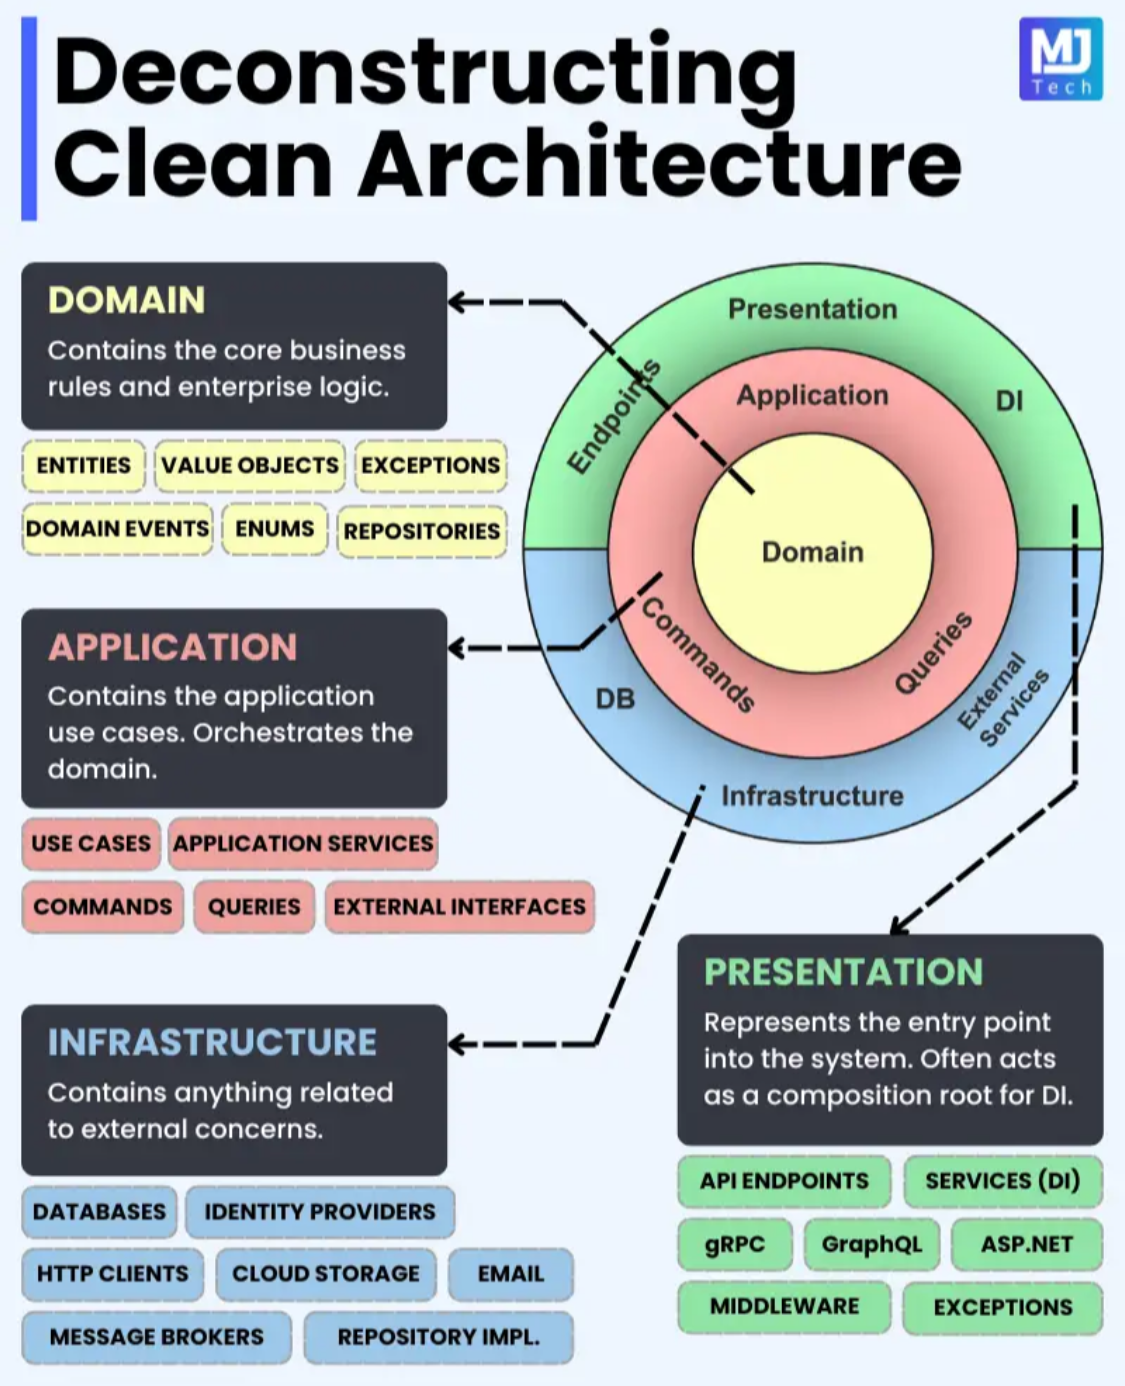 Deconstructing
Clean Architecture
MJ
Tech
DOMAIN
Contains the core business
rules and enterprise logic.
ENTITIES
VALUE OBJECTS
EXCEPTIONS
DOMAIN EVENTS
ENUMS
REPOSITORIES
Presentation
Endpoints
DI
Application
Domain
Commands
Queries
DB
External
Services
Infrastructure
APPLICATION
Contains the application
use cases. Orchestrates the
domain.
USE CASES
APPLICATION SERVICES
COMMANDS
QUERIES
EXTERNAL INTERFACES
INFRASTRUCTURE
Contains anything related
to external concerns.
DATABASES
IDENTITY PROVIDERS
HTTP CLIENTS
CLOUD STORAGE
EMAIL
MESSAGE BROKERS
REPOSITORY IMPL.
PRESENTATION
Represents the entry point
into the system. Often acts
as a composition root for DI.
API ENDPOINTS
SERVICES (DI)
gRPC
GraphQL
ASP.NET
MIDDLEWARE
EXCEPTIONS